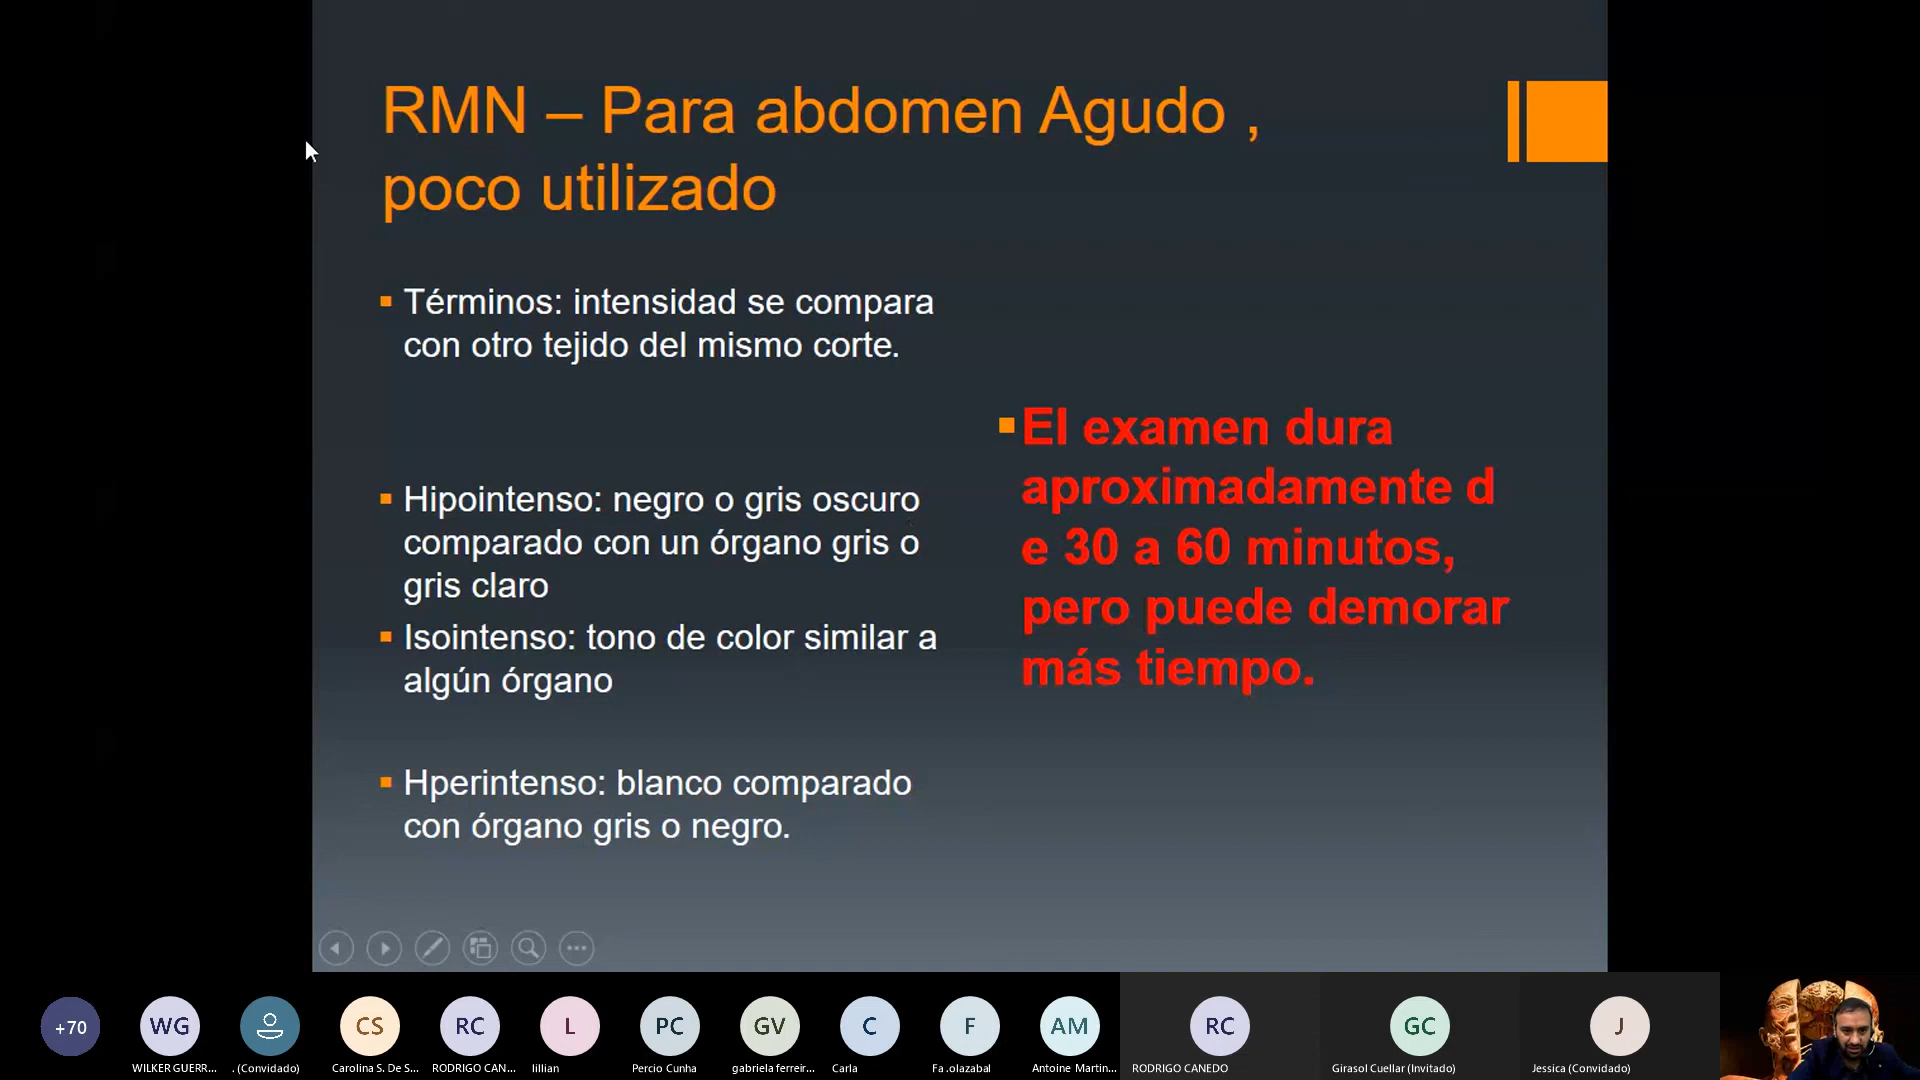 RMN – Para abdomen Agudo ,
poco utilizado
Términos: intensidad se compara
con otro tejido del mismo corte.
Hipointenso: negro o gris oscuro
comparado con un órgano gris o
gris claro
Isointenso: tono de color similar a
algún órgano
Hperintenso: blanco comparado
con órgano gris o negro.
El examen dura
aproximadamente d
e 30 a 60 minutos,
pero puede demorar
más tiempo.
+70
WG
CS
RC
L
PC
GV
C
F
AM
RC
GC
J
WILKER GUERR...
. (Convidado)
Carolina S. De S...
RODRIGO CAN...
lillian
Percio Cunha
gabriela ferreir...
Carla
Fa .olazabal
Antoine Martin...
RODRIGO CANEDO
Girasol Cuellar (Invitado)
Jessica (Convidado)